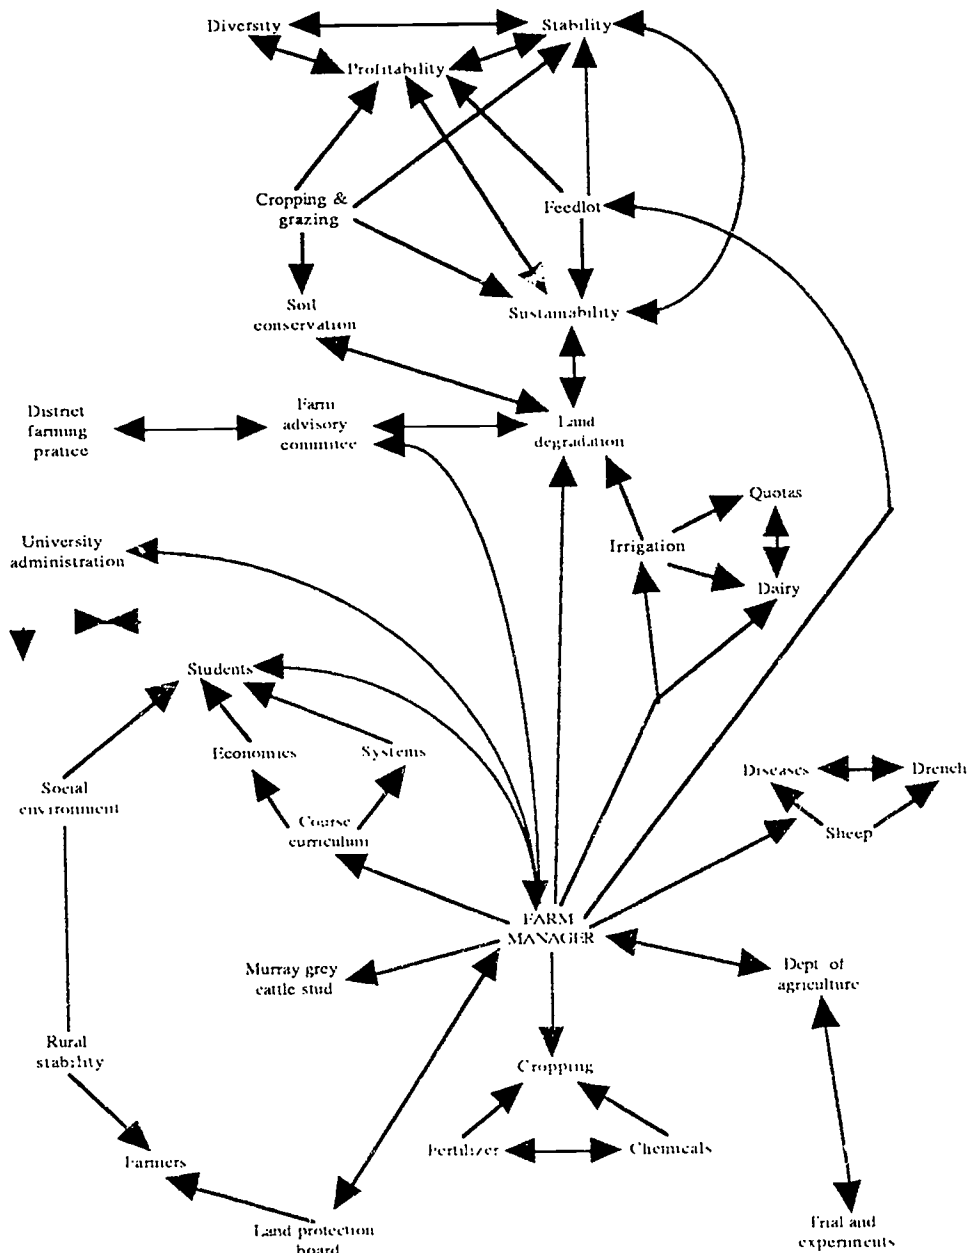 Diversity
Stability
Profitability
Cropping &
grazing
Feedlot
Soil
conservation
Sustainability
District
farming
pratice
Farm
advisory
committee
Land
degradation
Quotas
University
administration
Irrigation
Dairy
Students
Economics
Systems
Social
environment
Diseases
Drench
Course
curriculum
Sheep
FARM
MANAGER
Murray grey
cattle stud
Dept. of
agriculture
Rural
stability
Cropping
Fertilizer
Chemicals
Farmers
Land protection
board
Trial and
experiments